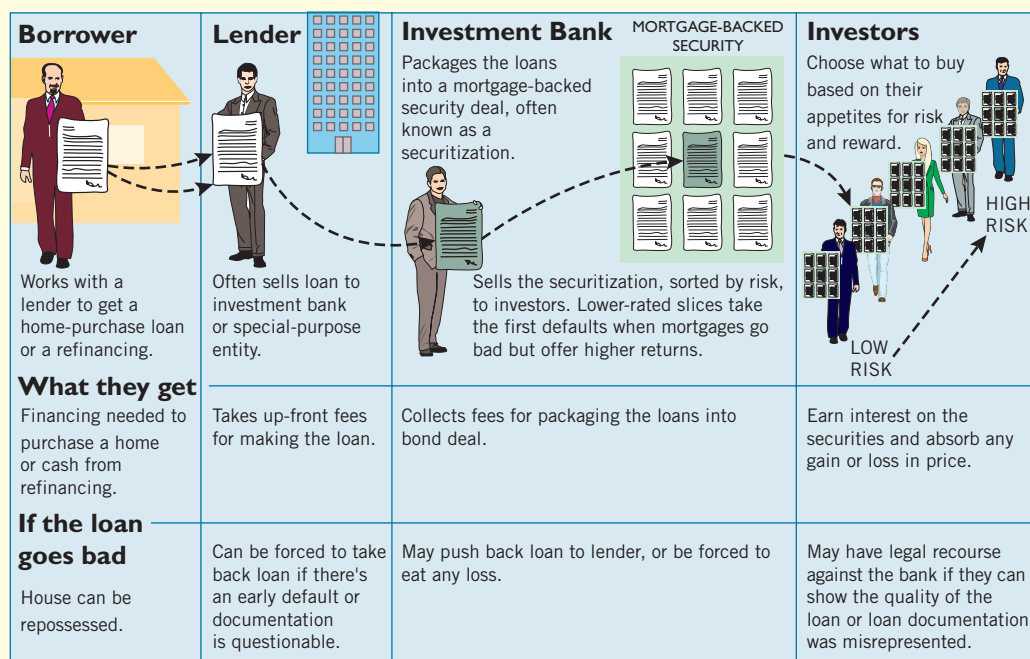 Borrower
Works with a
lender to get a
home-purchase loan
or a refinancing.
Lender
Often sells loan to
investment bank
or special-purpose
entity.
Investment Bank
Packages the loans
into a mortgage-backed
security deal, often
known as a
securitization.
MORTGAGE-BACKED
SECURITY
Sells the securitization, sorted by risk,
to investors. Lower-rated slices take
the first defaults when mortgages go
bad but offer higher returns.
Investors
Choose what to buy
based on their
appetites for risk
and reward.
HIGH
RISK
LOW
RISK
What they get
Financing needed to
purchase a home
or cash from
refinancing.
Takes up-front fees
for making the loan.
Collects fees for packaging the loans into
bond deal.
Earn interest on the
securities and absorb any
gain or loss in price.
If the loan
goes bad
House can be
repossessed.
Can be forced to take
back loan if there's
an early default or
documentation
is questionable.
May push back loan to lender, or be forced to
eat any loss.
May have legal recourse
against the bank if they can
show the quality of the
loan or loan documentation
was misrepresented.